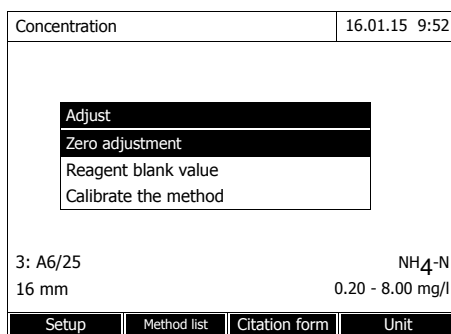 Concentration 16.01.15 9:52
Adjust
Zero adjustment
Reagent blank value
Calibrate the method
3: A6/25 NH4-N
16 mm 0.20 - 8.00 mg/l
Setup Method list Citation form Unit